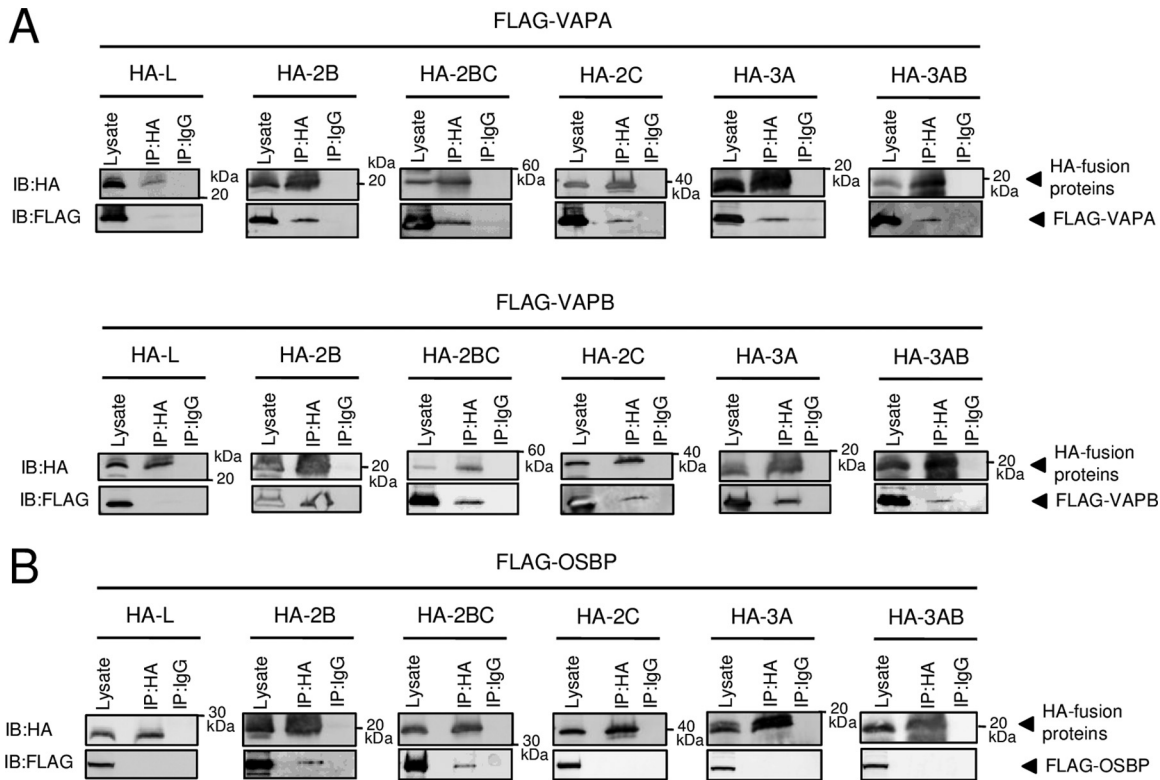 A
FLAG-VAPA
HA-L HA-2B HA-2BC HA-2C HA-3A HA-3AB
Lysate IP:HA IP:IgG Lysate IP:HA IP:IgG Lysate IP:HA IP:IgG Lysate IP:HA IP:IgG Lysate IP:HA IP:IgG Lysate IP:HA IP:IgG
IB:HA kDa 20 kDa 20 60 kDa 40 kDa 20 kDa 20 kDa HA-fusion proteins
IB:FLAG FLAG-VAPA
FLAG-VAPB
HA-L HA-2B HA-2BC HA-2C HA-3A HA-3AB
Lysate IP:HA IP:IgG Lysate IP:HA IP:IgG Lysate IP:HA IP:IgG Lysate IP:HA IP:IgG Lysate IP:HA IP:IgG Lysate IP:HA IP:IgG
IB:HA kDa 20 20 kDa 60 kDa 40 kDa 20 kDa 20 kDa HA-fusion proteins
IB:FLAG FLAG-VAPB
B
FLAG-OSBP
HA-L HA-2B HA-2BC HA-2C HA-3A HA-3AB
Lysate IP:HA IP:IgG Lysate IP:HA IP:IgG Lysate IP:HA IP:IgG Lysate IP:HA IP:IgG Lysate IP:HA IP:IgG Lysate IP:HA IP:IgG
IB:HA 30 kDa 20 kDa 30 kDa 40 kDa 20 kDa 20 kDa HA-fusion proteins
IB:FLAG FLAG-OSBP